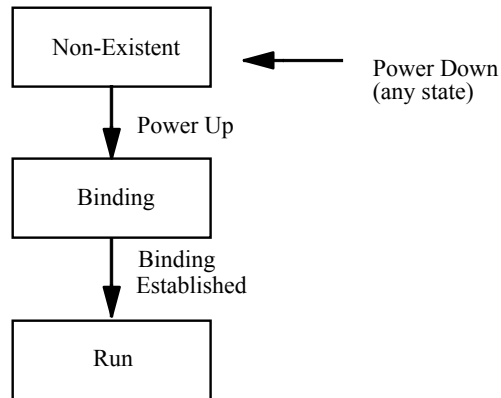 Non-Existent
Power Down
(any state)
Power Up
Binding
Binding
Established
Run